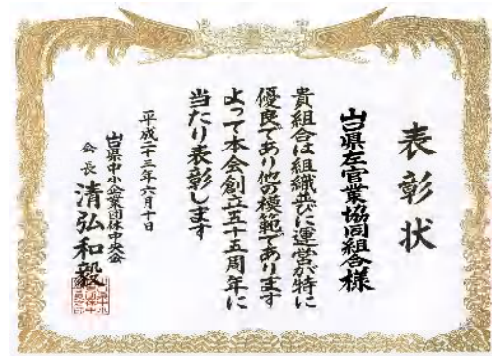 表彰状
山口県左官業協同組合様
貴組合は組織並びに運営が特に
優良であり他の模範であります
よって本会創立五十五周年に
当たり表彰します
平成二十三年六月十日
山口県中小企業団体中央会
会長 清弘和毅